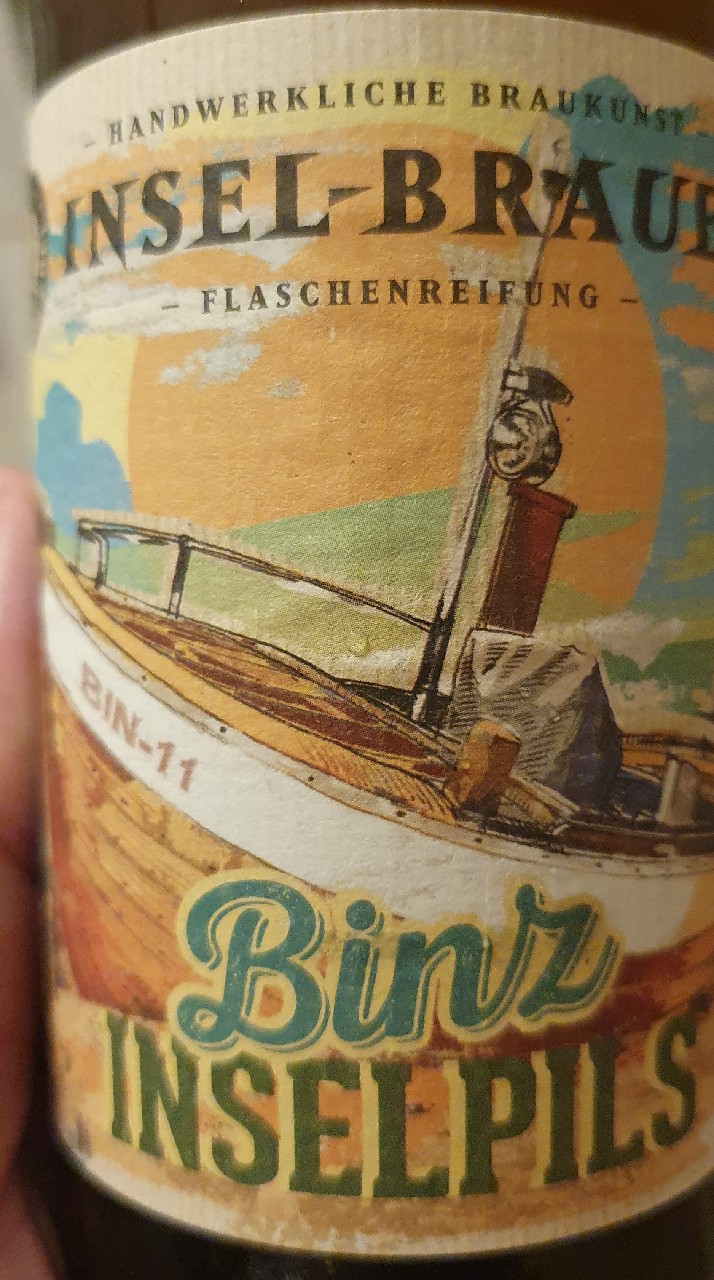 - HANDWERKLICHE BRAUKUNST -
INSEL-BRAUE
- FLASCHENREIFUNG -
BIN-11
Binz
INSELPILS